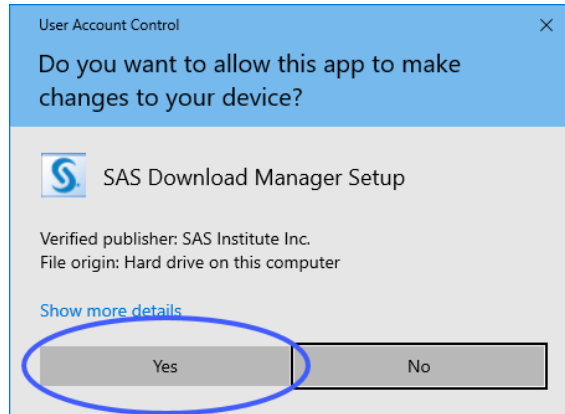 User Account Control
Do you want to allow this app to make
changes to your device?
S.
SAS Download Manager Setup
Verified publisher: SAS Institute Inc.
File origin: Hard drive on this computer
Show more details
Yes
No